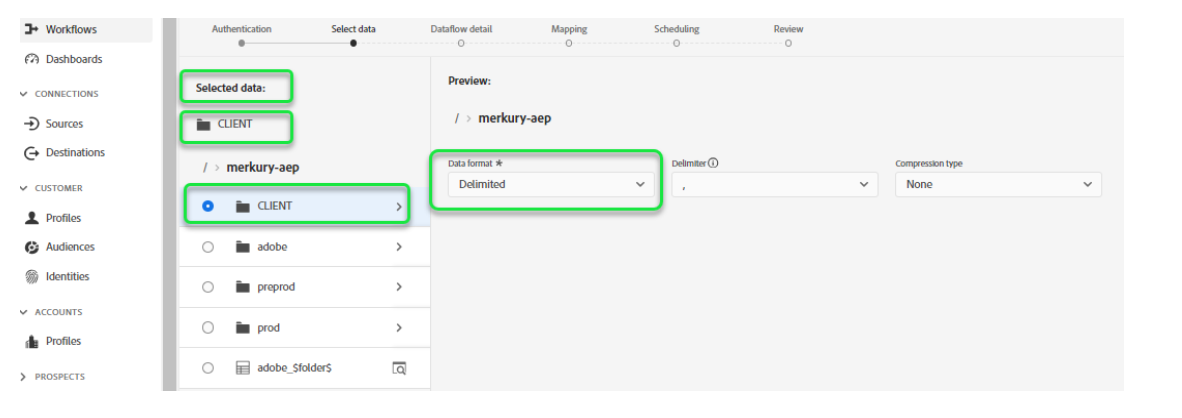 Workflows
Dashboards
CONNECTIONS
Sources
Destinations
CUSTOMER
Profiles
Audiences
Identities
ACCOUNTS
Profiles
PROSPECTS
Authentication Select data Dataflow detail Mapping Scheduling Review
Selected data:
CLIENT
/ > merkury-aep
CLIENT
adobe
preprod
prod
adobe_$folder$
Preview:
/ > merkury-aep
Data format * Delimiter Compression type
Delimited , None